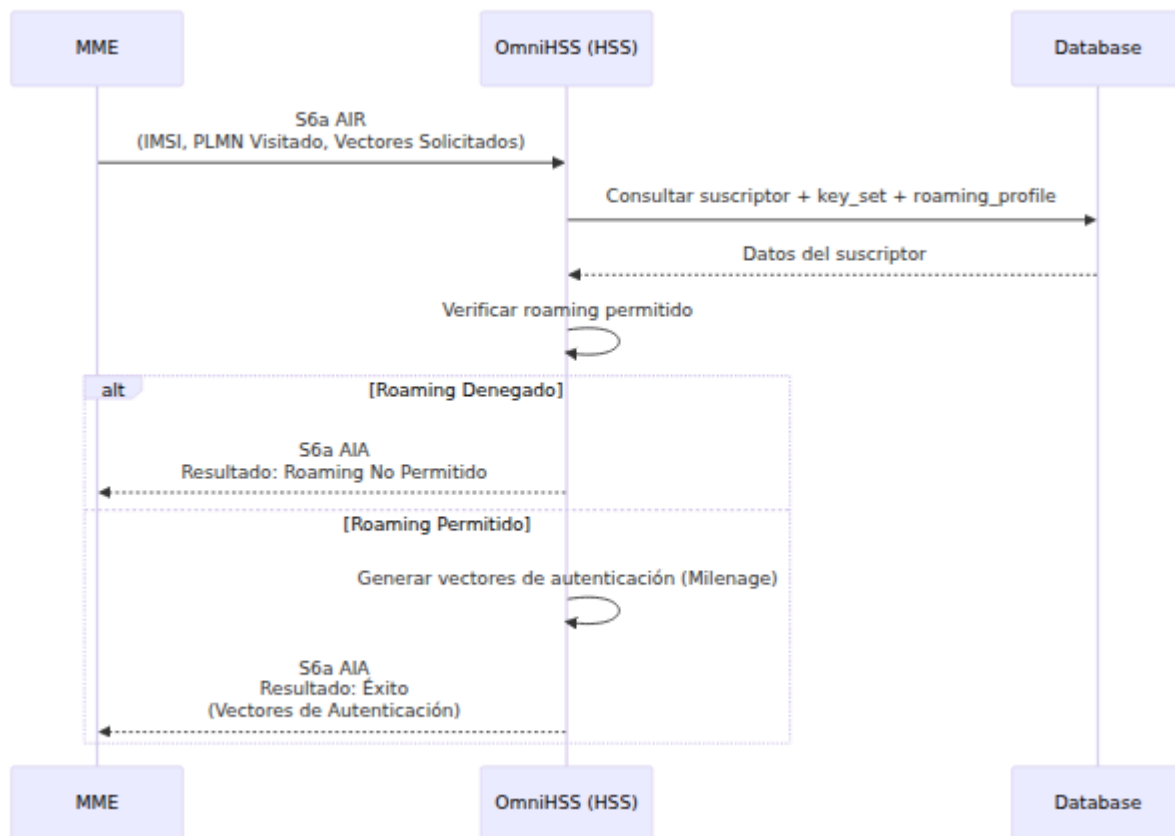 MME
OmniHSS (HSS)
Database
S6a AIR
(IMSI, PLMN Visitado, Vectores Solicitados)
Consultar suscriptor + key_set + roaming_profile
Datos del suscriptor
Verificar roaming permitido
alt
[Roaming Denegado]
S6a AIA
Resultado: Roaming No Permitido
[Roaming Permitido]
Generar vectores de autenticación (Milenage)
S6a AIA
Resultado: Éxito
(Vectores de Autenticación)
MME
OmniHSS (HSS)
Database